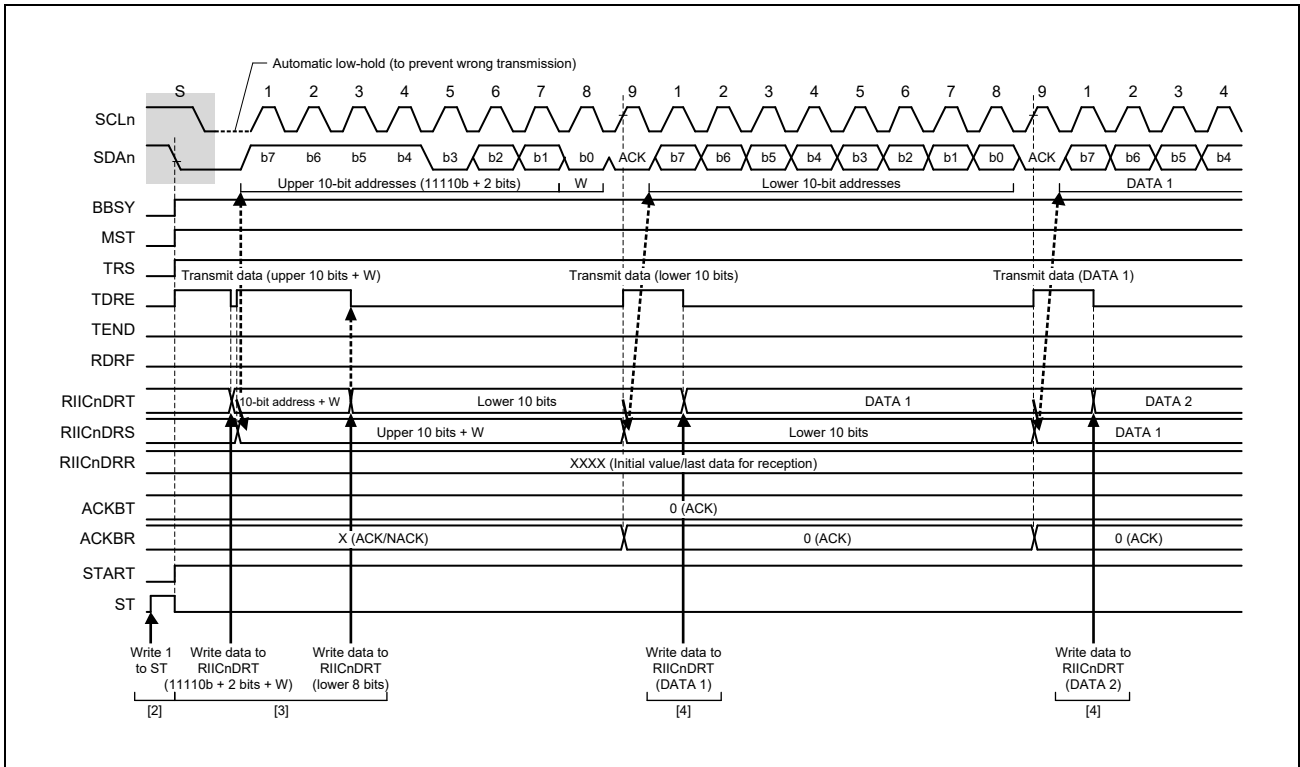 Automatic low-hold (to prevent wrong transmission)
S 1 2 3 4 5 6 7 8 9 1 2 3 4 5 6 7 8 9 1 2 3 4
SCLn
SDAn b7 b6 b5 b4 b3 b2 b1 b0 ACK b7 b6 b5 b4 b3 b2 b1 b0 ACK b7 b6 b5 b4
Upper 10-bit addresses (11110b + 2 bits) W Lower 10-bit addresses DATA 1
BBSY
MST
TRS
Transmit data (upper 10 bits + W) Transmit data (lower 10 bits) Transmit data (DATA 1)
TDRE
TEND
RDRF
RIICnDRT 10-bit address + W Lower 10 bits DATA 1 DATA 2
RIICnDRS Upper 10 bits + W Lower 10 bits DATA 1
RIICnDRR XXXX (Initial value/last data for reception)
ACKBT 0 (ACK)
ACKBR X (ACK/NACK) 0 (ACK) 0 (ACK)
START
ST
Write 1 Write data to Write data to Write data to Write data to
to ST RIICnDRT RIICnDRT RIICnDRT RIICnDRT
(11110b + 2 bits + W) (lower 8 bits) (DATA 1) (DATA 2)
[2] [3] [4] [4]